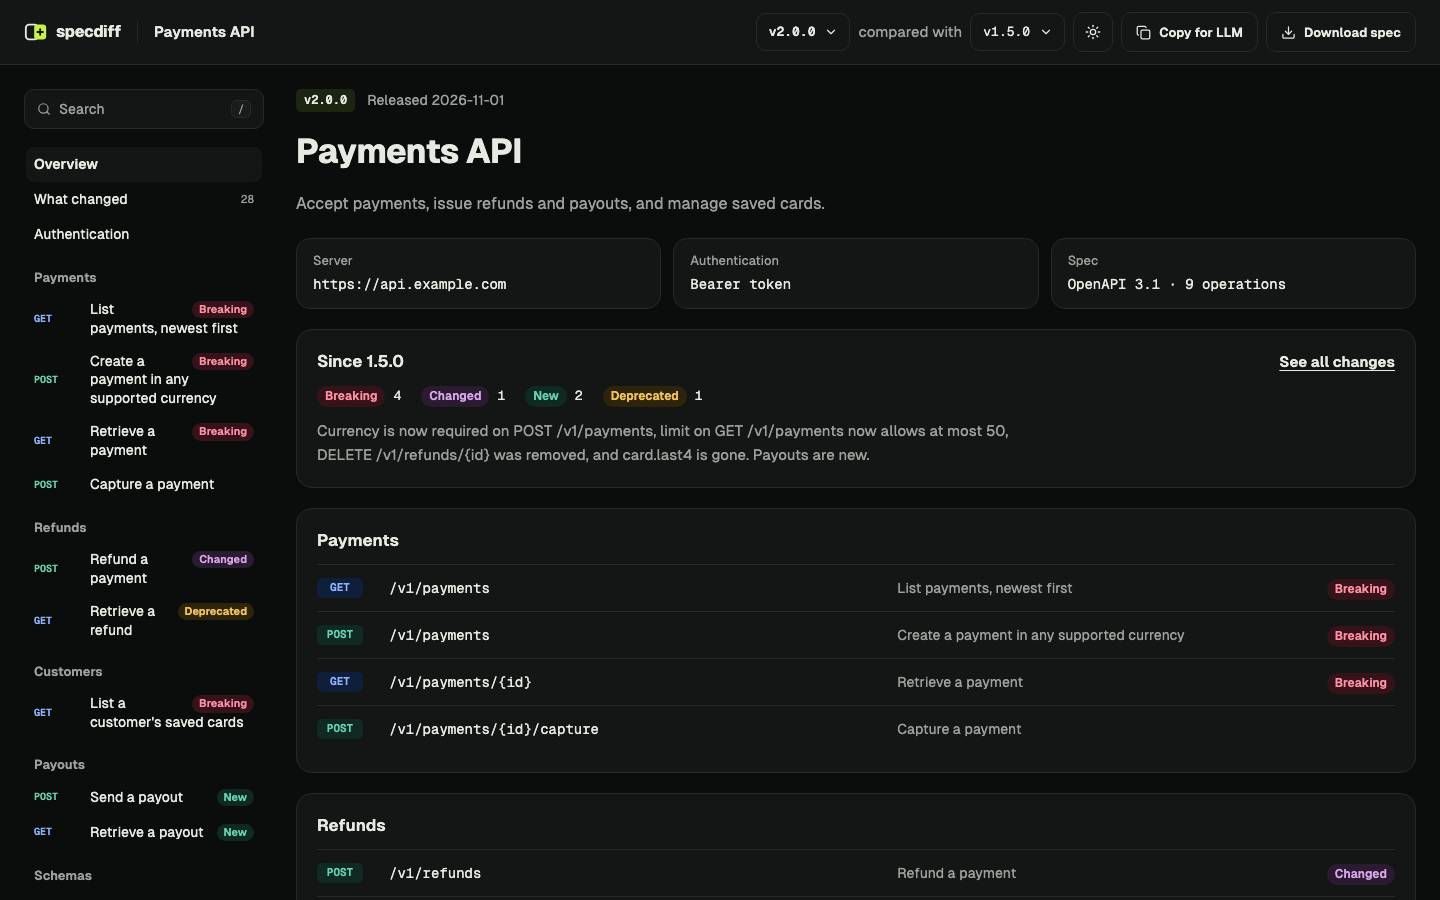 specdiff
Payments API
v2.0.0
compared with
v1.5.0
Copy for LLM
Download spec
Search
/
Overview
What changed 28
Authentication
Payments
GET List payments, newest first Breaking
POST Create a payment in any supported currency Breaking
GET Retrieve a payment Breaking
POST Capture a payment
Refunds
POST Refund a payment Changed
GET Retrieve a refund Deprecated
Customers
GET List a customer's saved cards Breaking
Payouts
POST Send a payout New
GET Retrieve a payout New
Schemas
v2.0.0 Released 2026-11-01
Payments API
Accept payments, issue refunds and payouts, and manage saved cards.
Server
https://api.example.com
Authentication
Bearer token
Spec
OpenAPI 3.1 · 9 operations
Since 1.5.0
See all changes
Breaking 4 Changed 1 New 2 Deprecated 1
Currency is now required on POST /v1/payments, limit on GET /v1/payments now allows at most 50,
DELETE /v1/refunds/{id} was removed, and card.last4 is gone. Payouts are new.
Payments
GET /v1/payments List payments, newest first Breaking
POST /v1/payments Create a payment in any supported currency Breaking
GET /v1/payments/{id} Retrieve a payment Breaking
POST /v1/payments/{id}/capture Capture a payment
Refunds
POST /v1/refunds Refund a payment Changed